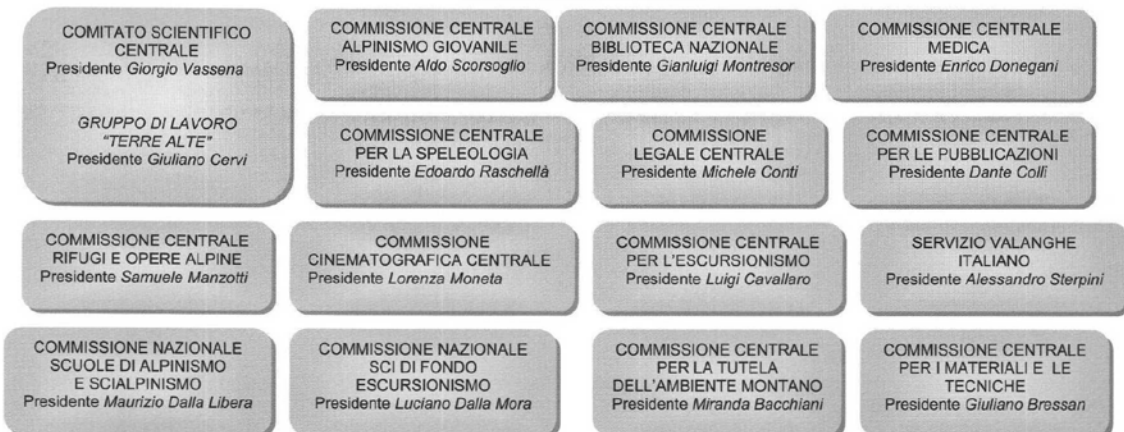 COMITATO SCIENTIFICO
CENTRALE
Presidente Giorgio Vassena
GRUPPO DI LAVORO
"TERRE ALTE"
Presidente Giuliano Cervi
COMMISSIONE CENTRALE
ALPINISMO GIOVANILE
Presidente Aldo Scorsoglio
COMMISSIONE CENTRALE
BIBLIOTECA NAZIONALE
Presidente Gianluigi Montresor
COMMISSIONE CENTRALE
MEDICA
Presidente Enrico Donegani
COMMISSIONE CENTRALE
PER LA SPELEOLOGIA
Presidente Edoardo Raschellà
COMMISSIONE
LEGALE CENTRALE
Presidente Michele Conti
COMMISSIONE CENTRALE
PER LE PUBBLICAZIONI
Presidente Dante Colli
COMMISSIONE CENTRALE
RIFUGI E OPERE ALPINE
Presidente Samuele Manzotti
COMMISSIONE
CINEMATOGRAFICA CENTRALE
Presidente Lorenza Moneta
COMMISSIONE CENTRALE
PER L'ESCURSIONISMO
Presidente Luigi Cavallaro
SERVIZIO VALANGHE
ITALIANO
Presidente Alessandro Sterpini
COMMISSIONE NAZIONALE
SCUOLE DI ALPINISMO
E SCIALPINISMO
Presidente Maurizio Dalla Libera
COMMISSIONE NAZIONALE
SCI DI FONDO
ESCURSIONISMO
Presidente Luciano Dalla Mora
COMMISSIONE CENTRALE
PER LA TUTELA
DELL'AMBIENTE MONTANO
Presidente Miranda Bacchiani
COMMISSIONE CENTRALE
PER I MATERIALI E LE
TECNICHE
Presidente Giuliano Bressan